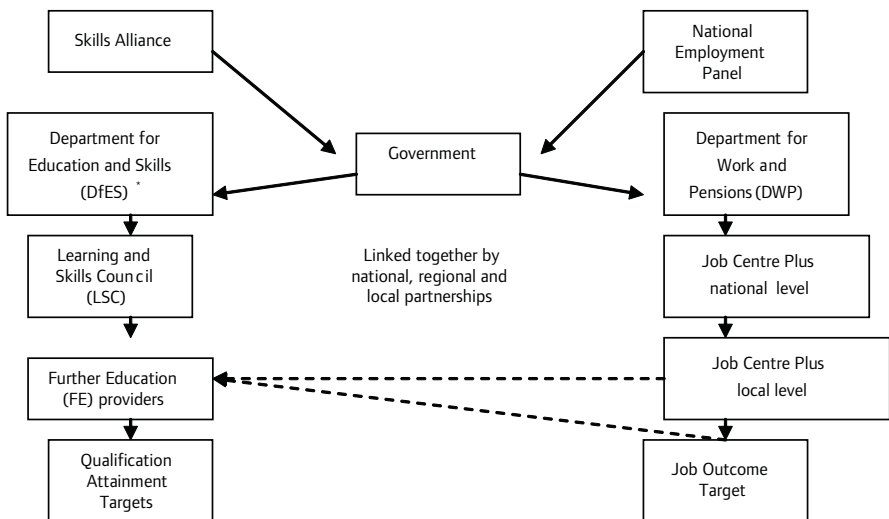 Skills Alliance
National
Employment
Panel
Department for
Education and Skills
(DfES) *
Government
Department for
Work and
Pensions (DWP)
Learning and
Skills Council
(LSC)
Linked together by
national, regional and
local partnerships
Job Centre Plus
national level
Further Education
(FE) providers
Job Centre Plus
local level
Qualification
Attainment
Targets
Job Outcome
Target